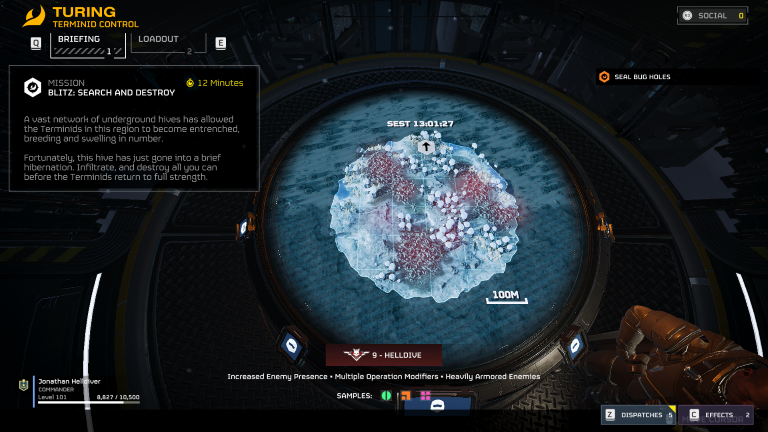 TURING
TERMINID CONTROL
SOCIAL 0
Q
BRIEFING
1
LOADOUT
2
E
MISSION
12 Minutes
BLITZ: SEARCH AND DESTROY
A vast network of underground hives has allowed
the Terminids in this region to become entrenched,
breeding and swelling in number.
Fortunately, this hive has just gone into a brief
hibernation. Infiltrate, and destroy all you can
before the Terminids return to full strength.
SEAL BUG HOLES
SEST 13:01:27
100M
9 - HELLDIVE
Increased Enemy Presence • Multiple Operation Modifiers • Heavily Armored Enemies
SAMPLES:
Jonathan Helldiver
COMMANDER
Level 101
8,827 / 10,500
Z DISPATCHES 5
C EFFECTS 2